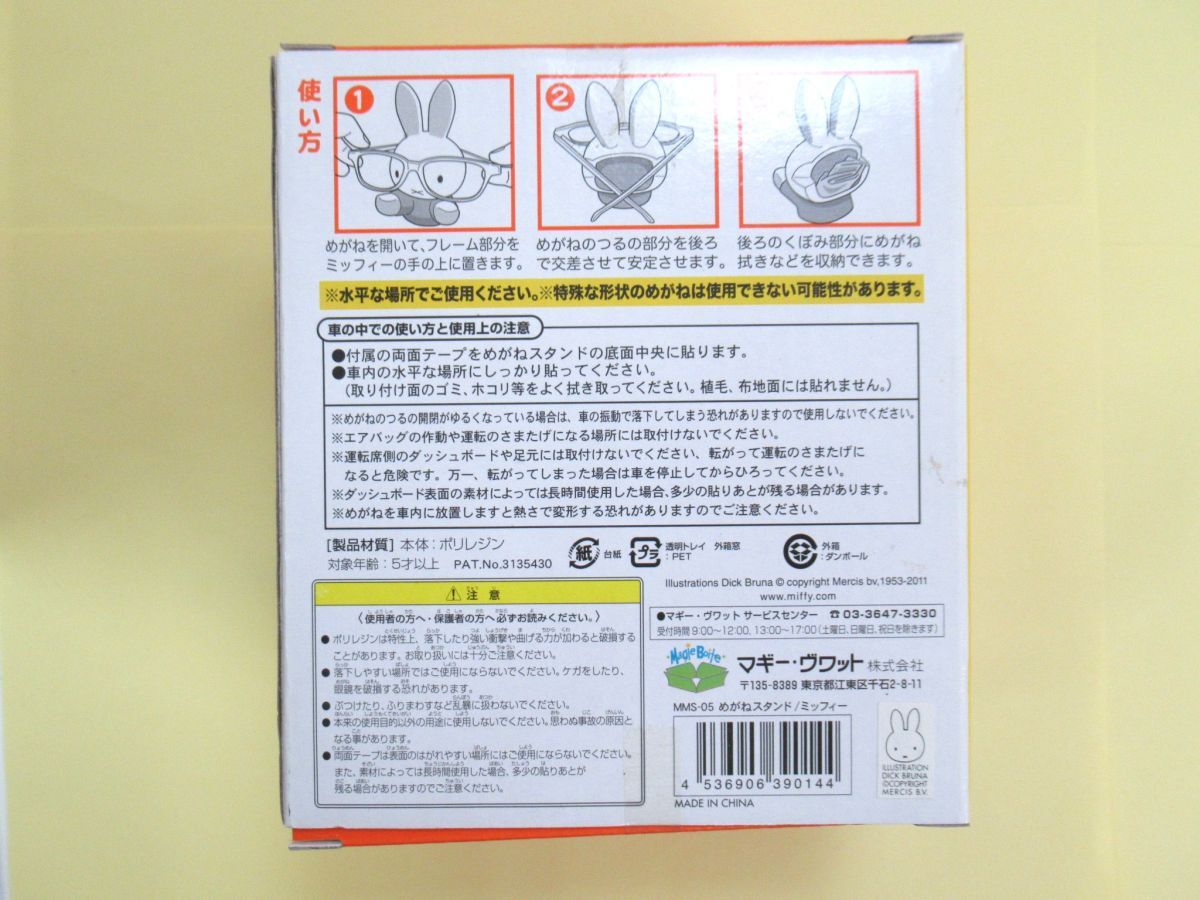 使い方
1
2
めがねを開いて、フレーム部分を
ミッフィーの手の上に置きます。
めがねのつるの部分を後ろ
で交差させて安定させます。
後ろのくぼみ部分にめがね
拭きなどを収納できます。
※水平な場所でご使用ください。※特殊な形状のめがねは使用できない可能性があります。
車の中での使い方と使用上の注意
●付属の両面テープをめがねスタンドの底面中央に貼ります。
●車内の水平な場所にしっかり貼ってください。
(取り付け面のゴミ、ホコリ等をよく拭き取ってください。植毛、布地面には貼れません。)
※めがねのつるの開閉がゆるくなっている場合は、車の振動で落下してしまう恐れがありますので使用しないでください。
※エアバッグの作動や運転のさまたげになる場所には取付けないでください。
※運転席側のダッシュボードや足元には取付けないでください、転がって運転のさまたげに
なると危険です。万一、転がってしまった場合は車を停止してからひろってください。
※ダッシュボード表面の素材によっては長時間使用した場合、多少の貼りあとが残る場合があります。
※めがねを車内に放置しますと熱さで変形する恐れがありますのでご注意ください。
[製品材質] 本体:ポリレジン
対象年齢:5才以上 PAT.No.3135430
紙 台紙
プラ 透明トレイ 外箱窓
:PET
外箱
:ダンボール
Illustrations Dick Bruna © copyright Mercis bv,1953-2011
www.miffy.com
⚠ 注意
〈使用者の方へ・保護者の方へ必ずお読みください。〉
●ポリレジンは特性上、落下したり強い衝撃や曲げる力が加わると破損する
ことがあります。お取り扱いには十分ご注意ください。
●落下しやすい場所ではご使用にならないでください。ケガをしたり、
眼鏡を破損する恐れがあります。
●ぶつけたり、ふりまわすなど乱暴に扱わないでください。
●本来の使用目的以外の用途に使用しないでください。思わぬ事故の原因と
なる事があります。
●両面テープは表面のはがれやすい場所にはご使用にならないでください。
また、素材によっては長時間使用した場合、多少の貼りあとが
残る場合がありますのでご注意ください。
●マギー・ヴワット サービスセンター ☎03-3647-3330
受付時間 9:00~12:00, 13:00~17:00(土曜日、日曜日、祝日を除きます)
Magie Boite
マギー・ヴワット 株式会社
〒135-8389 東京都江東区千石2-8-11
MMS-05 めがねスタンド/ミッフィー
4 536906 390144
MADE IN CHINA
ILLUSTRATION
DICK BRUNA
©COPYRIGHT
MERCIS B.V.